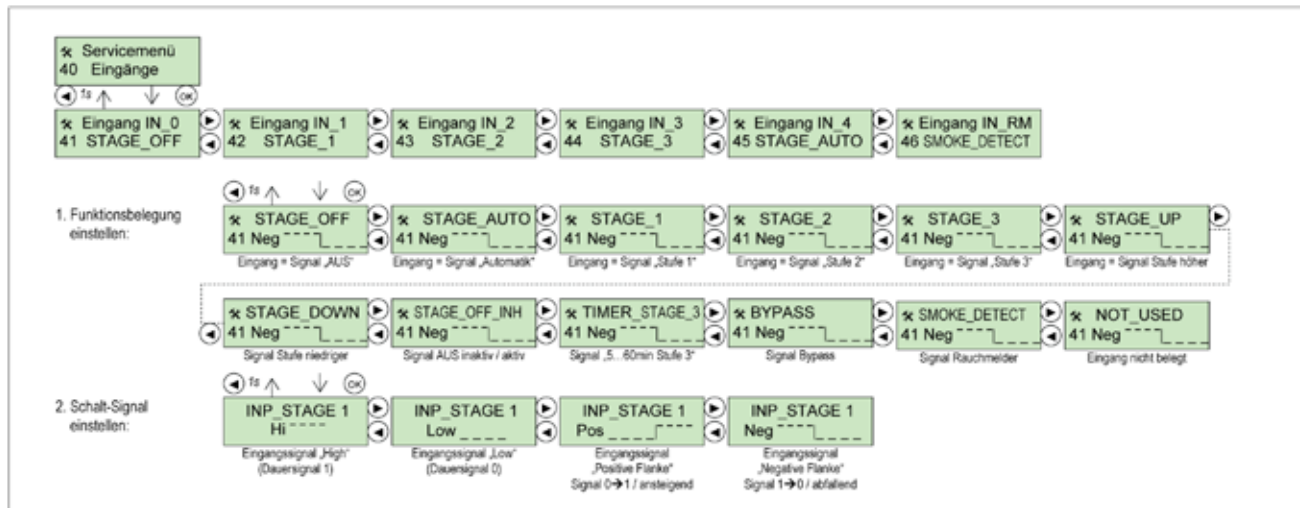 Servicemenü
40 Eingänge
1s OK
Eingang IN_0
41 STAGE_OFF
Eingang IN_1
42 STAGE_1
Eingang IN_2
43 STAGE_2
Eingang IN_3
44 STAGE_3
Eingang IN_4
45 STAGE_AUTO
Eingang IN_RM
46 SMOKE_DETECT
1s OK
1. Funktionsbelegung
einstellen:
STAGE_OFF
41 Neg
Eingang = Signal „AUS“
STAGE_AUTO
41 Neg
Eingang = Signal „Automatik“
STAGE_1
41 Neg
Eingang = Signal „Stufe 1“
STAGE_2
41 Neg
Eingang = Signal „Stufe 2“
STAGE_3
41 Neg
Eingang = Signal „Stufe 3“
STAGE_UP
41 Neg
Eingang = Signal Stufe höher
STAGE_DOWN
41 Neg
Signal Stufe niedriger
STAGE_OFF_INH
41 Neg
Signal AUS inaktiv / aktiv
TIMER_STAGE_3
41 Neg
Signal „5...60min Stufe 3“
BYPASS
41 Neg
Signal Bypass
SMOKE_DETECT
41 Neg
Signal Rauchmelder
NOT_USED
41 Neg
Eingang nicht belegt
1s OK
2. Schalt-Signal
einstellen:
INP_STAGE 1
Hi
Eingangssignal „High“
(Dauersignal 1)
INP_STAGE 1
Low
Eingangssignal „Low“
(Dauersignal 0)
INP_STAGE 1
Pos
Eingangssignal
„Positive Flanke“
Signal 0→1 / ansteigend
INP_STAGE 1
Neg
Eingangssignal
„Negative Flanke“
Signal 1→0 / abfallend